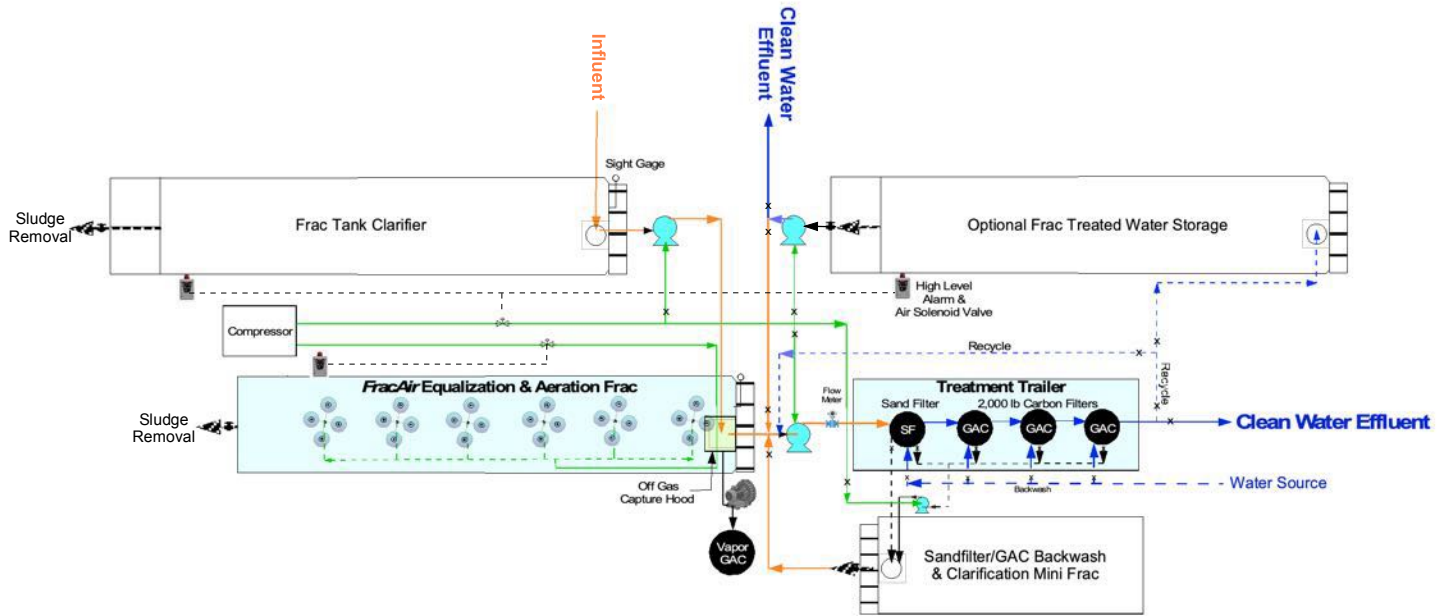 Influent
Clean Water
Effluent
Sight Gage
Frac Tank Clarifier
Sludge
Removal
Optional Frac Treated Water Storage
High Level
Alarm &
Air Solenoid Valve
Compressor
Recycle
Recycle
FracAir Equalization & Aeration Frac
Sludge
Removal
Flow
Meter
Treatment Trailer
Sand Filter
2,000 lb Carbon Filters
SF
GAC
GAC
GAC
Clean Water Effluent
Off Gas
Capture Hood
Backwash
Water Source
Vapor
GAC
Sandfilter/GAC Backwash
& Clarification Mini Frac